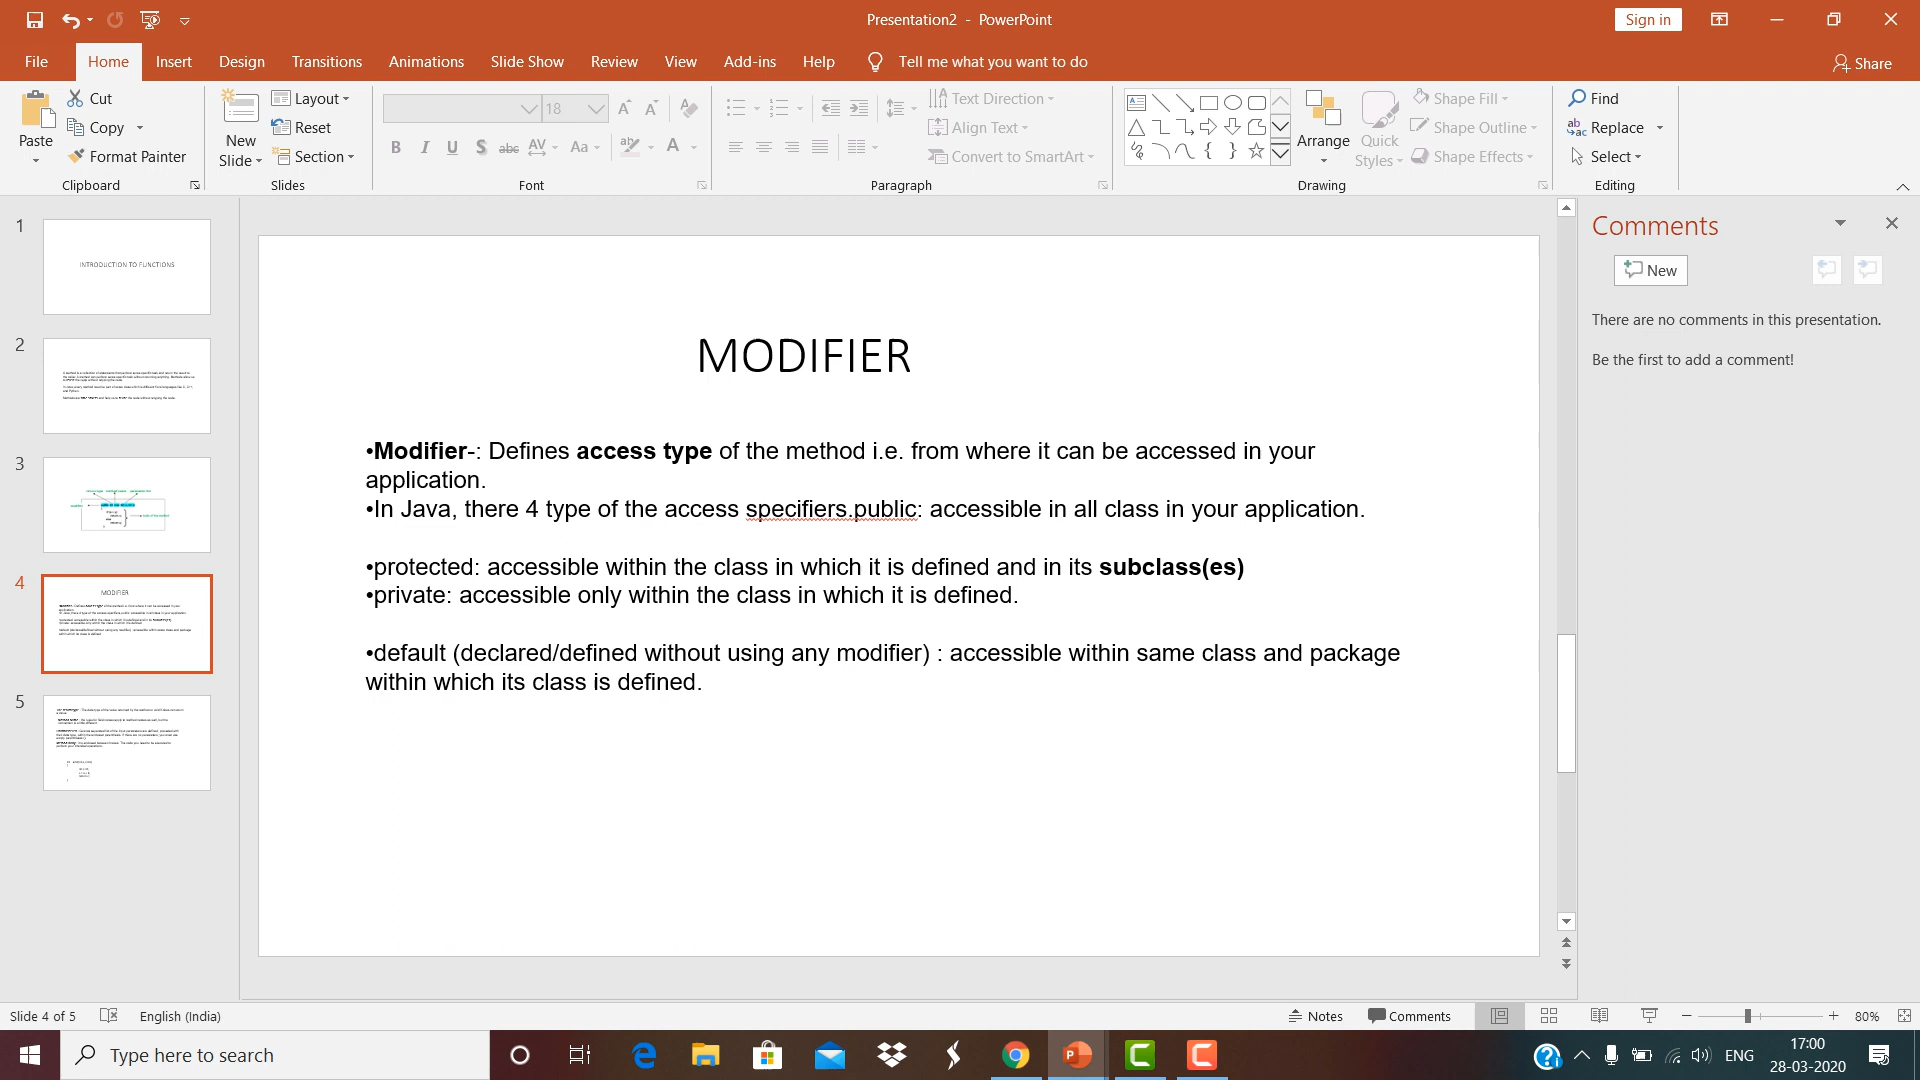 Presentation2 - PowerPoint
Sign in
File Home Insert Design Transitions Animations Slide Show Review View Add-ins Help Tell me what you want to do
Share
Paste
Cut
Copy
Format Painter
Clipboard
New Slide
Layout
Reset
Section
Slides
18
Font
Text Direction
Align Text
Convert to SmartArt
Paragraph
Arrange
Quick Styles
Shape Fill
Shape Outline
Shape Effects
Drawing
Find
Replace
Select
Editing
1
INTRODUCTION TO FUNCTIONS
2
3
4
MODIFIER
5
MODIFIER
•Modifier-: Defines access type of the method i.e. from where it can be accessed in your
application.
•In Java, there 4 type of the access specifiers.public: accessible in all class in your application.
•protected: accessible within the class in which it is defined and in its subclass(es)
•private: accessible only within the class in which it is defined.
•default (declared/defined without using any modifier) : accessible within same class and package
within which its class is defined.
Comments
New
There are no comments in this presentation.
Be the first to add a comment!
Slide 4 of 5 English (India)
Notes Comments 80%
Type here to search
ENG
17:00
28-03-2020